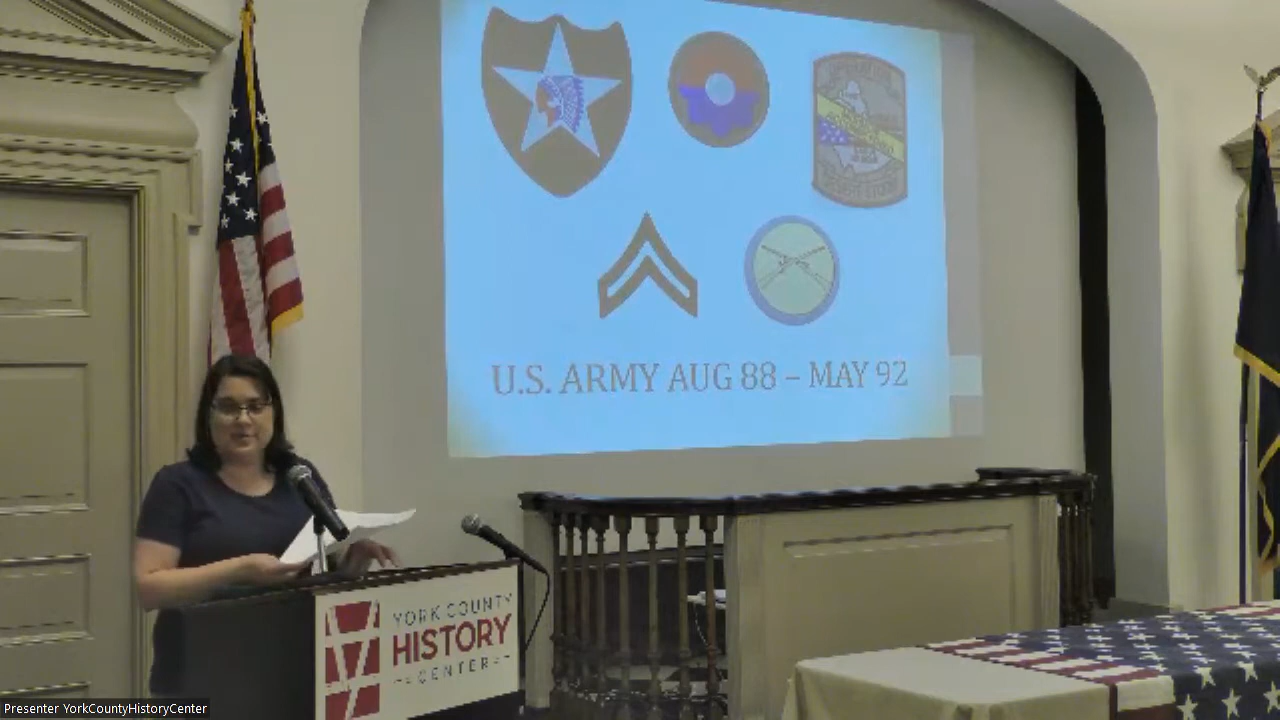 U.S. ARMY AUG 88 – MAY 92
YORK COUNTY
HISTORY
CENTER
Presenter YorkCountyHistoryCenter